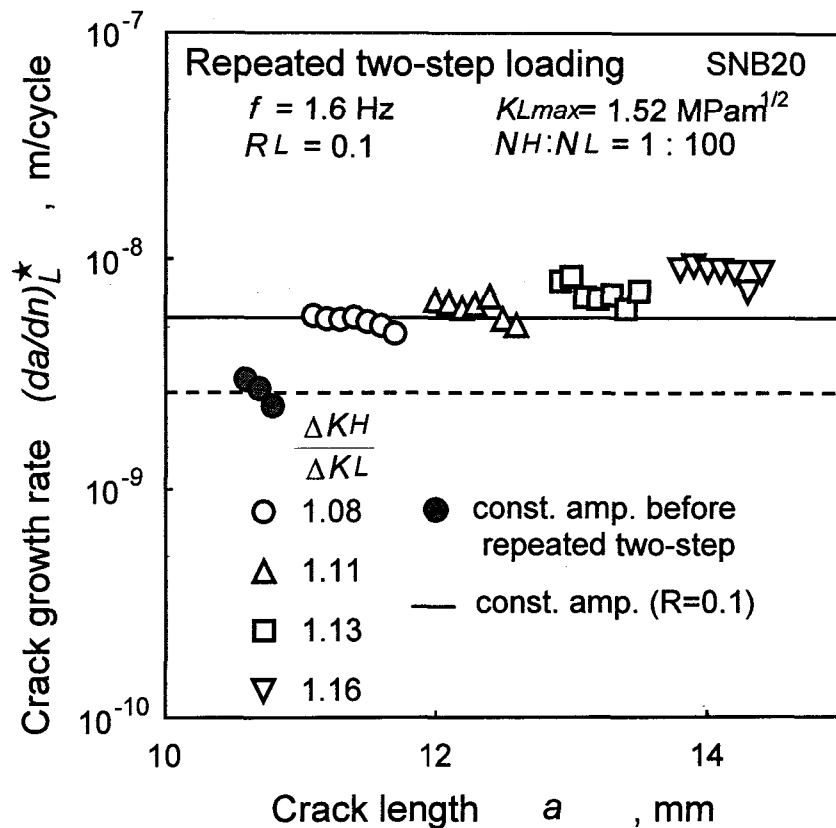 10⁻⁷
Repeated two-step loading SNB20
f = 1.6 Hz KLmax= 1.52 MPam^1/2
RL = 0.1 NH:NL = 1 : 100
10⁻⁸
10⁻⁹
10⁻¹⁰
ΔKH
ΔKL
1.08
1.11
1.13
1.16
const. amp. before
repeated two-step
const. amp. (R=0.1)
10 12 14
Crack length a , mm
Crack growth rate (da/dn)★L , m/cycle